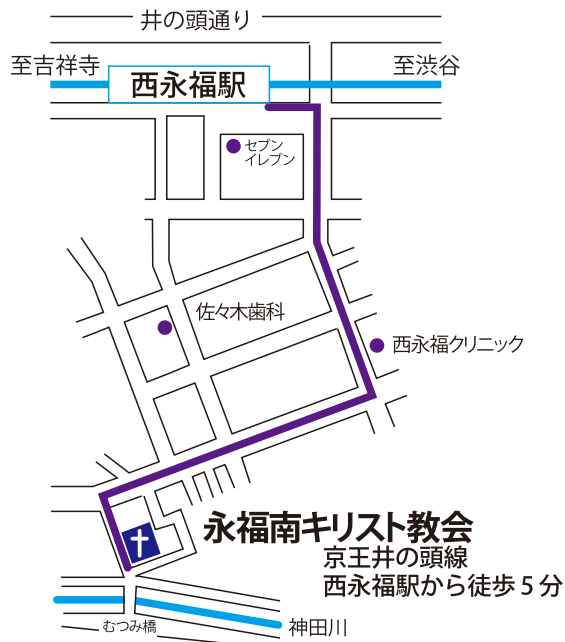 井の頭通り
至吉祥寺
至渋谷
西永福駅
セブン
イレブン
佐々木歯科
西永福クリニック
永福南キリスト教会
京王井の頭線
西永福駅から徒歩5分
むつみ橋
神田川